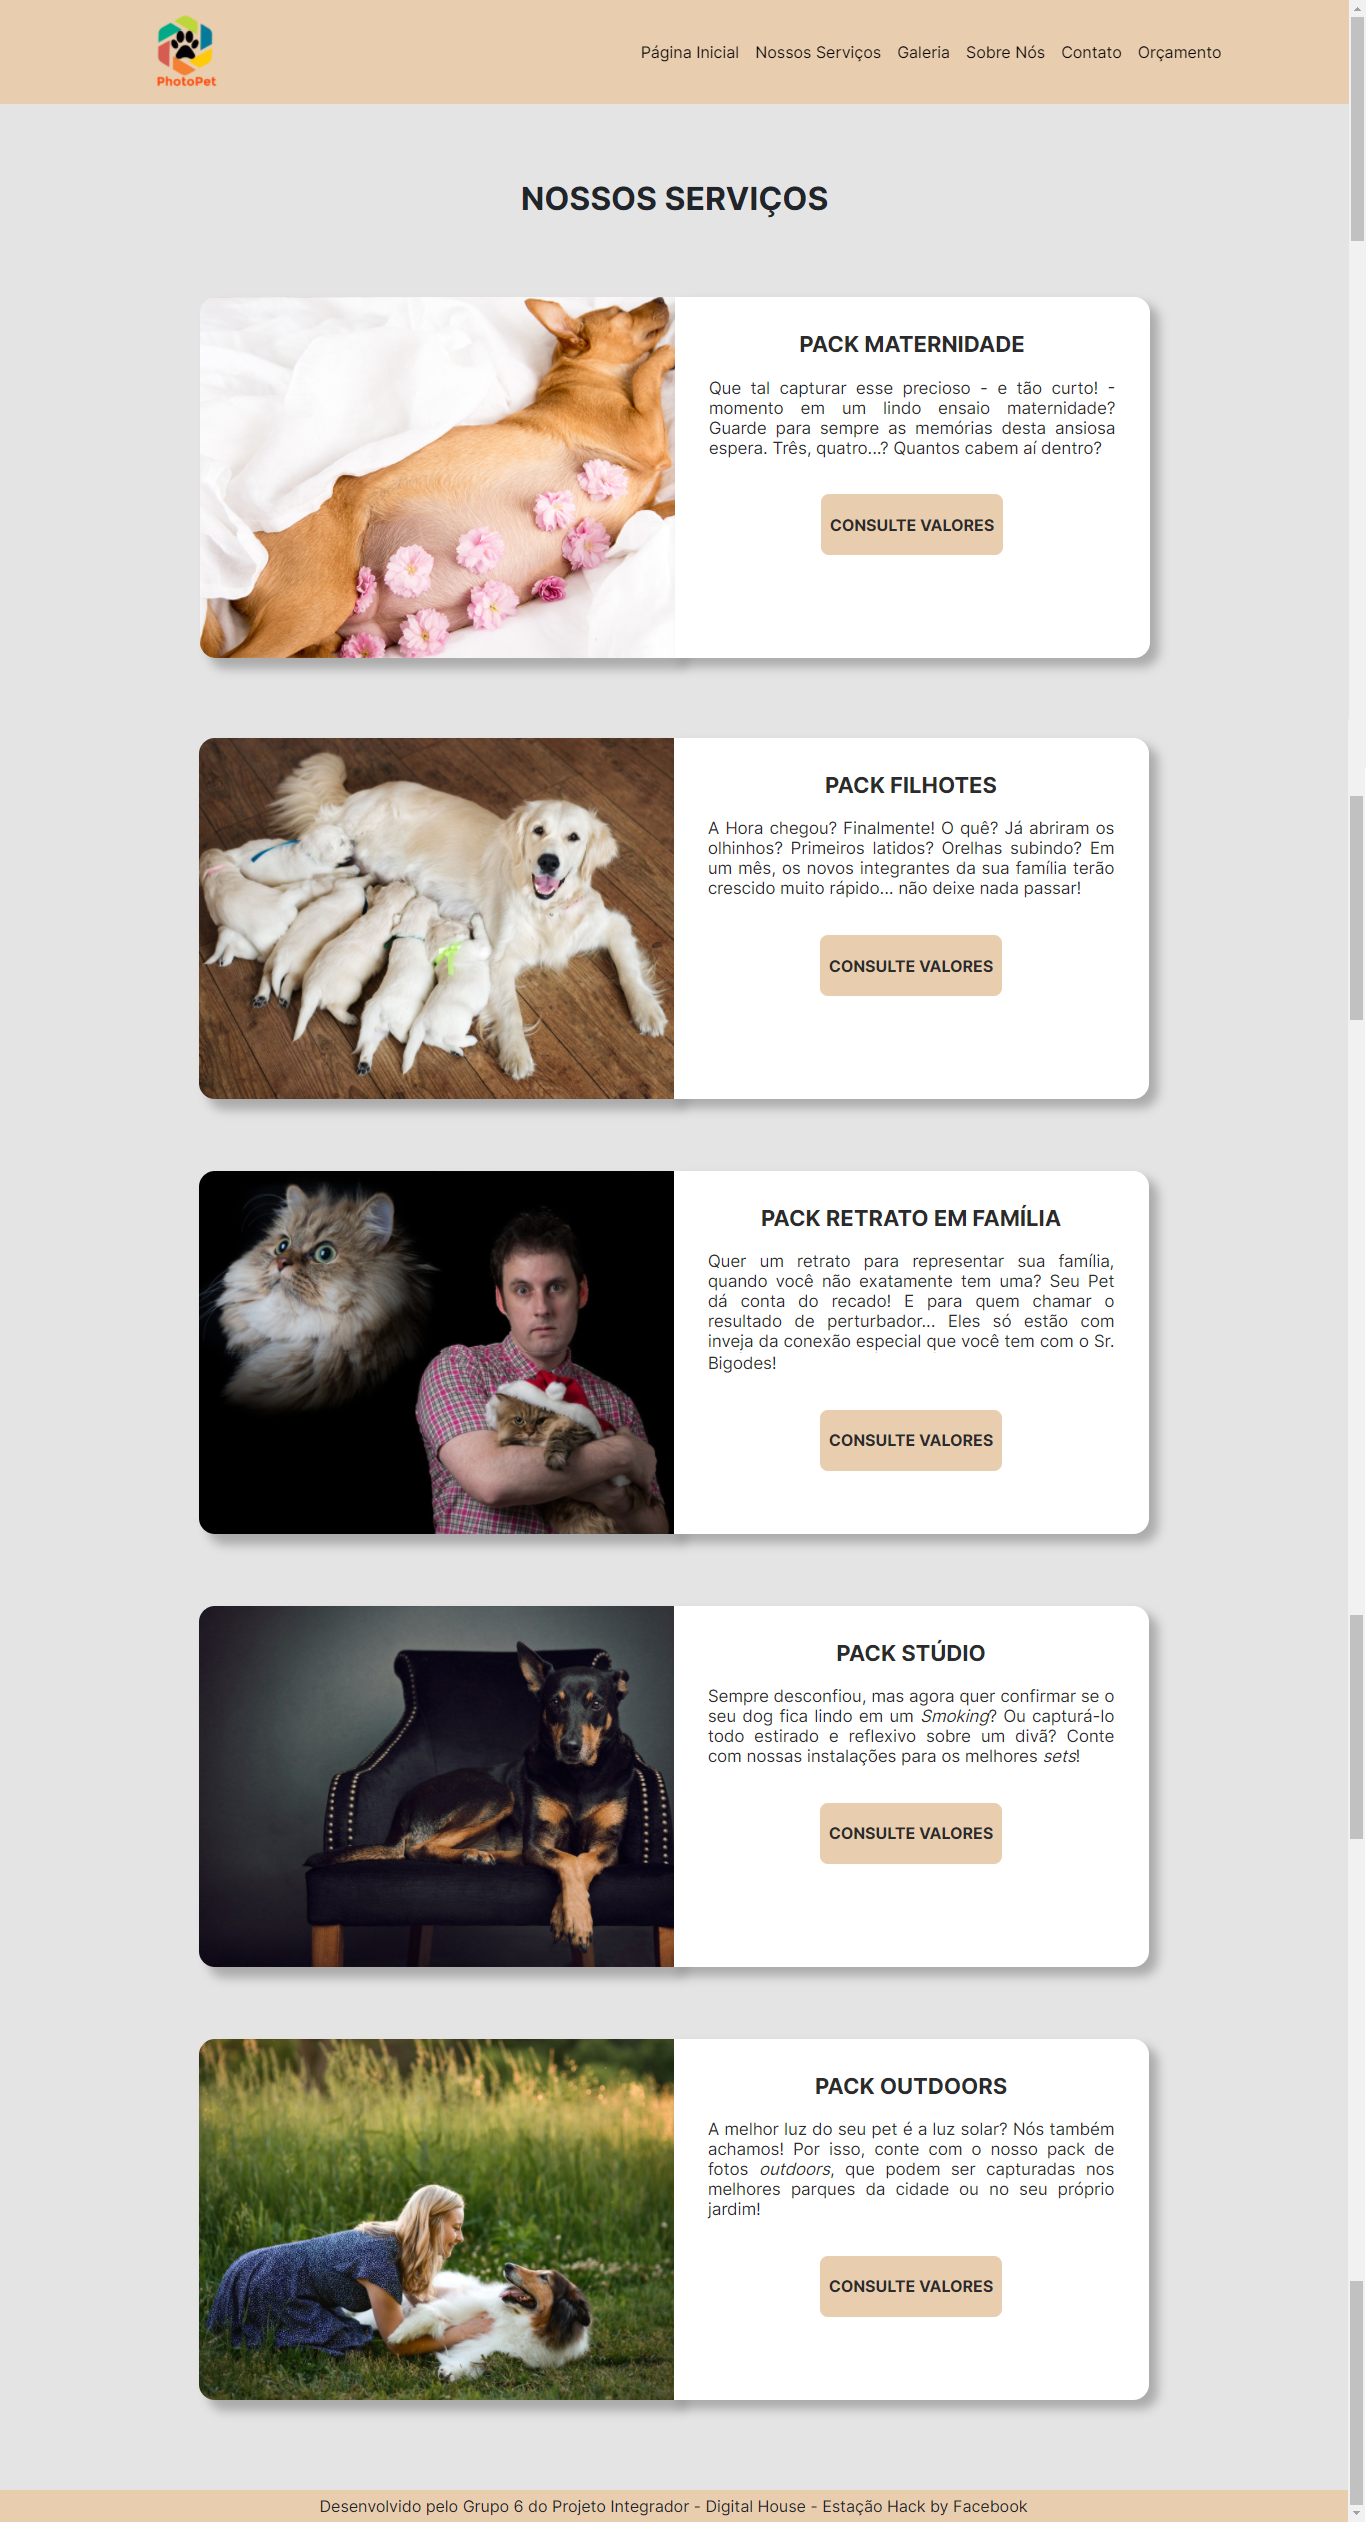 PhotoPet
Página Inicial Nossos Serviços Galeria Sobre Nós Contato Orçamento
NOSSOS SERVIÇOS
PACK MATERNIDADE
Que tal capturar esse precioso - e tão curto! -
momento em um lindo ensaio maternidade?
Guarde para sempre as memórias desta ansiosa
espera. Três, quatro...? Quantos cabem aí dentro?
CONSULTE VALORES
PACK FILHOTES
A Hora chegou? Finalmente! O quê? Já abriram os
olhinhos? Primeiros latidos? Orelhas subindo? Em
um mês, os novos integrantes da sua família terão
crescido muito rápido... não deixe nada passar!
CONSULTE VALORES
PACK RETRATO EM FAMÍLIA
Quer um retrato para representar sua família,
quando você não exatamente tem uma? Seu Pet
dá conta do recado! E para quem chamar o
resultado de perturbador... Eles só estão com
inveja da conexão especial que você tem com o Sr.
Bigodes!
CONSULTE VALORES
PACK STÚDIO
Sempre desconfiou, mas agora quer confirmar se o
seu dog fica lindo em um Smoking? Ou capturá-lo
todo estirado e reflexivo sobre um divã? Conte
com nossas instalações para os melhores sets!
CONSULTE VALORES
PACK OUTDOORS
A melhor luz do seu pet é a luz solar? Nós também
achamos! Por isso, conte com o nosso pack de
fotos outdoors, que podem ser capturadas nos
melhores parques da cidade ou no seu próprio
jardim!
CONSULTE VALORES
Desenvolvido pelo Grupo 6 do Projeto Integrador - Digital House - Estação Hack by Facebook